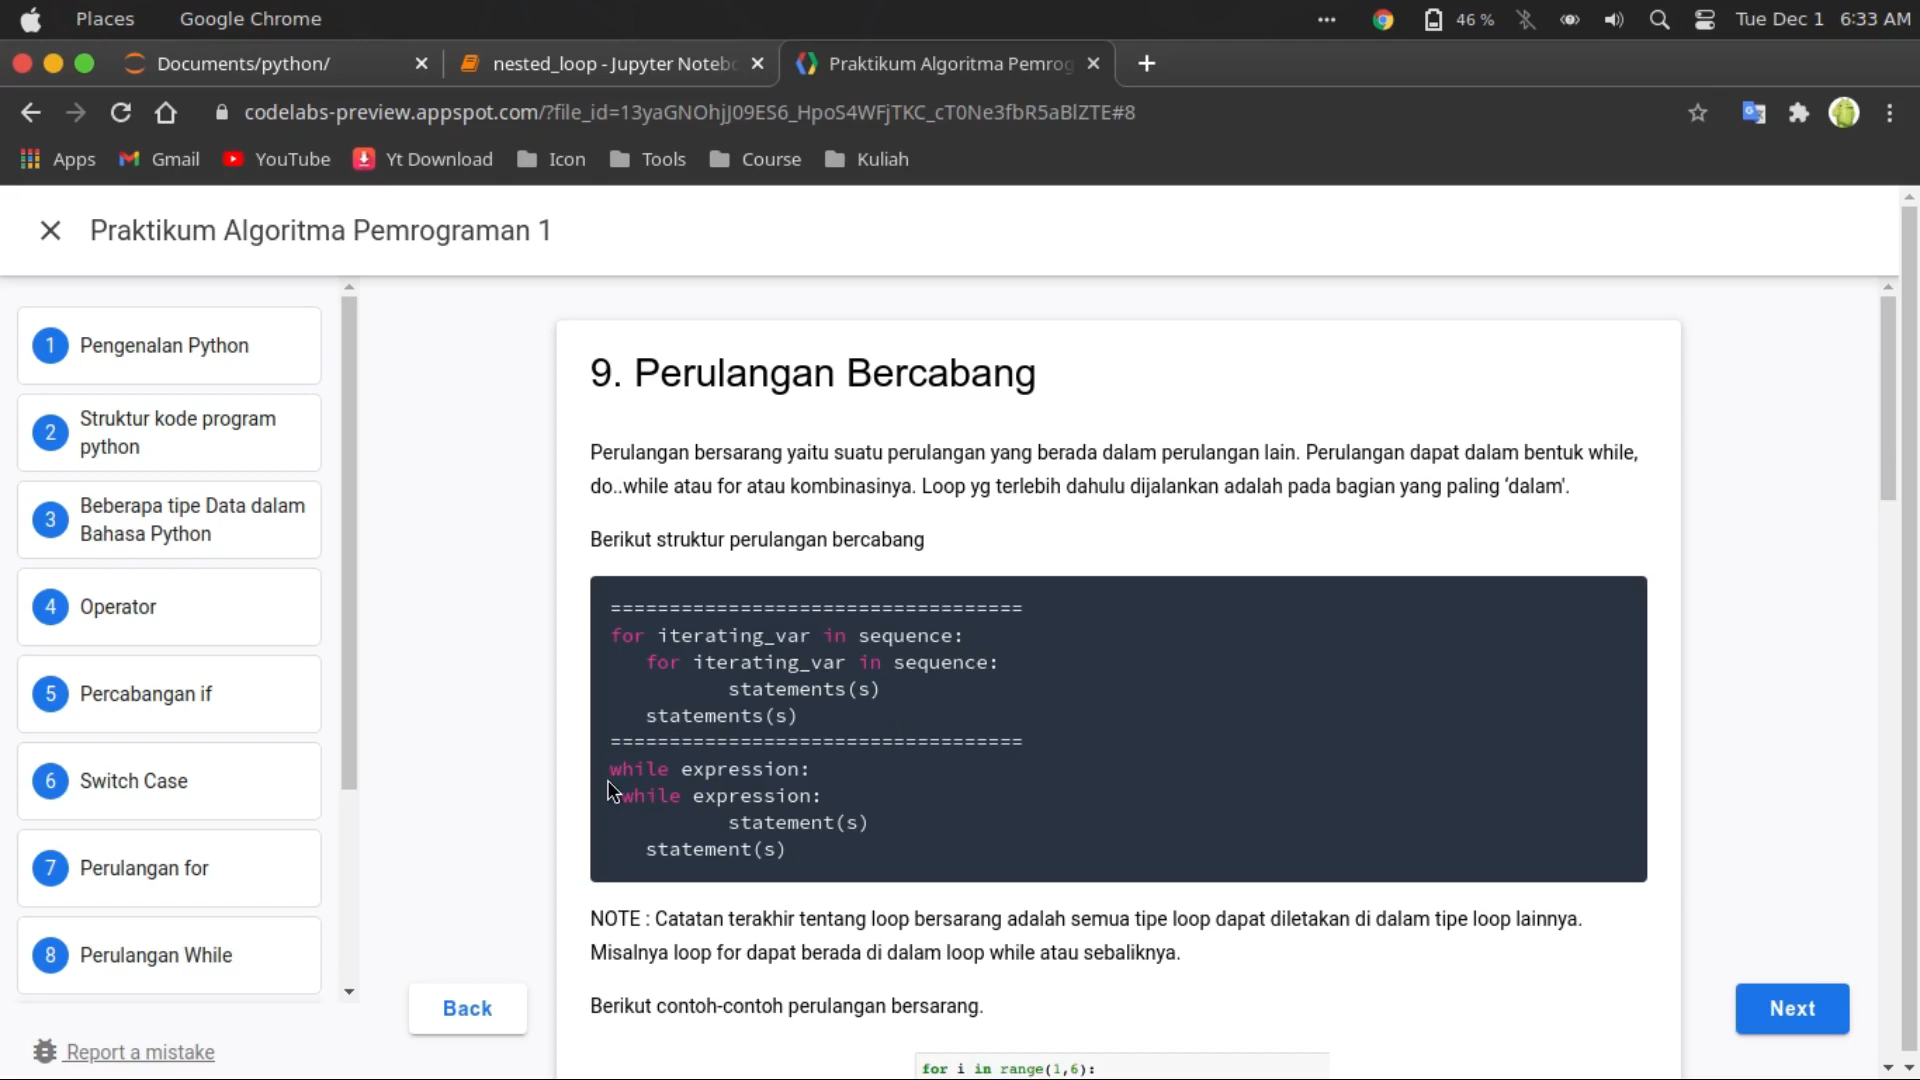 Places Google Chrome 46 % Tue Dec 1 6:33 AM
Documents/python/ nested_loop - Jupyter Notebo Praktikum Algoritma Pemrog
codelabs-preview.appspot.com/?file_id=13yaGNOhjJ09ES6_HpoS4WFjTKC_cT0Ne3fbR5aBlZTE#8
Apps Gmail YouTube Yt Download Icon Tools Course Kuliah
Praktikum Algoritma Pemrograman 1
1 Pengenalan Python
2 Struktur kode program
python
3 Beberapa tipe Data dalam
Bahasa Python
4 Operator
5 Percabangan if
6 Switch Case
7 Perulangan for
8 Perulangan While
Report a mistake
9. Perulangan Bercabang
Perulangan bersarang yaitu suatu perulangan yang berada dalam perulangan lain. Perulangan dapat dalam bentuk while,
do..while atau for atau kombinasinya. Loop yg terlebih dahulu dijalankan adalah pada bagian yang paling ‘dalam'.
Berikut struktur perulangan bercabang
===================================
for iterating_var in sequence:
for iterating_var in sequence:
statements(s)
statements(s)
===================================
while expression:
while expression:
statement(s)
statement(s)
NOTE : Catatan terakhir tentang loop bersarang adalah semua tipe loop dapat diletakan di dalam tipe loop lainnya.
Misalnya loop for dapat berada di dalam loop while atau sebaliknya.
Berikut contoh-contoh perulangan bersarang.
for i in range(1,6):
Back
Next